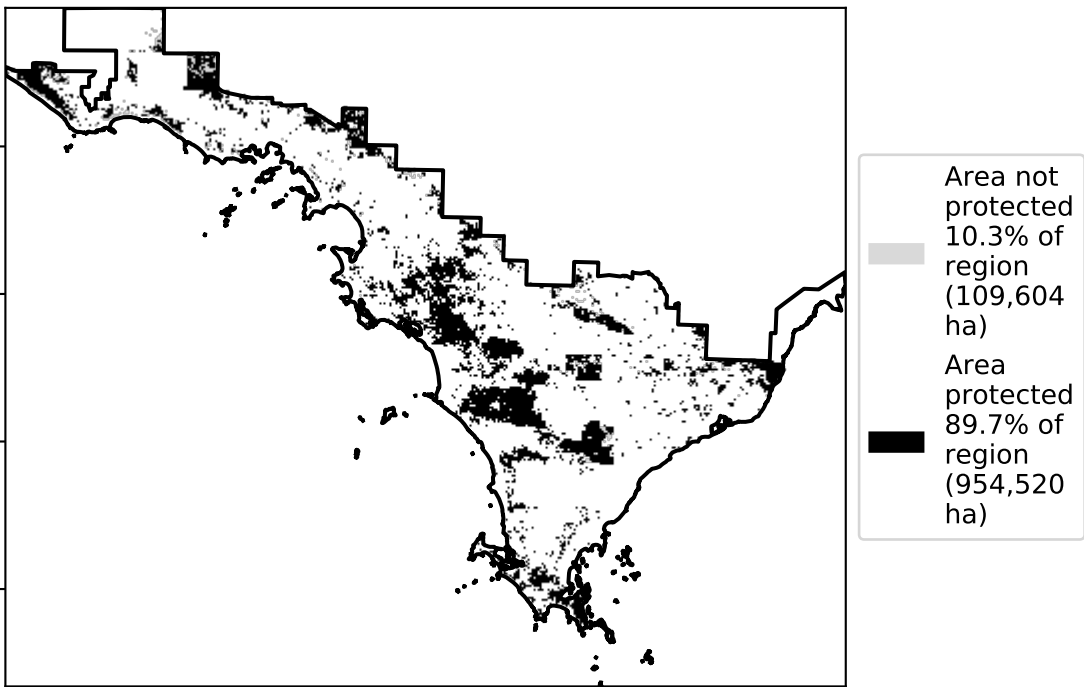 Area not
protected
10.3% of
region
(109,604
ha)
Area
protected
89.7% of
region
(954,520
ha)